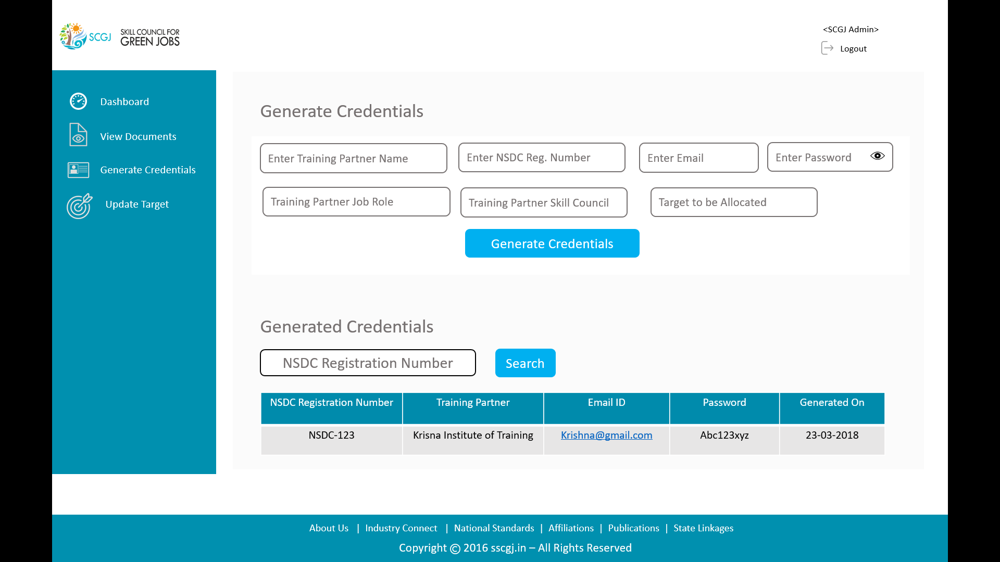 SCGJ
SKILL COUNCIL FOR
GREEN JOBS
<SCGJ Admin>
Logout
Dashboard
View Documents
Generate Credentials
Update Target
Generate Credentials
Enter Training Partner Name
Enter NSDC Reg. Number
Enter Email
Enter Password
Training Partner Job Role
Training Partner Skill Council
Target to be Allocated
Generate Credentials
Generated Credentials
NSDC Registration Number
Search
NSDC Registration Number Training Partner Email ID Password Generated On
NSDC-123 Krisna Institute of Training Krishna@gmail.com Abc123xyz 23-03-2018
About Us | Industry Connect | National Standards | Affiliations | Publications | State Linkages
Copyright © 2016 sscgj.in – All Rights Reserved